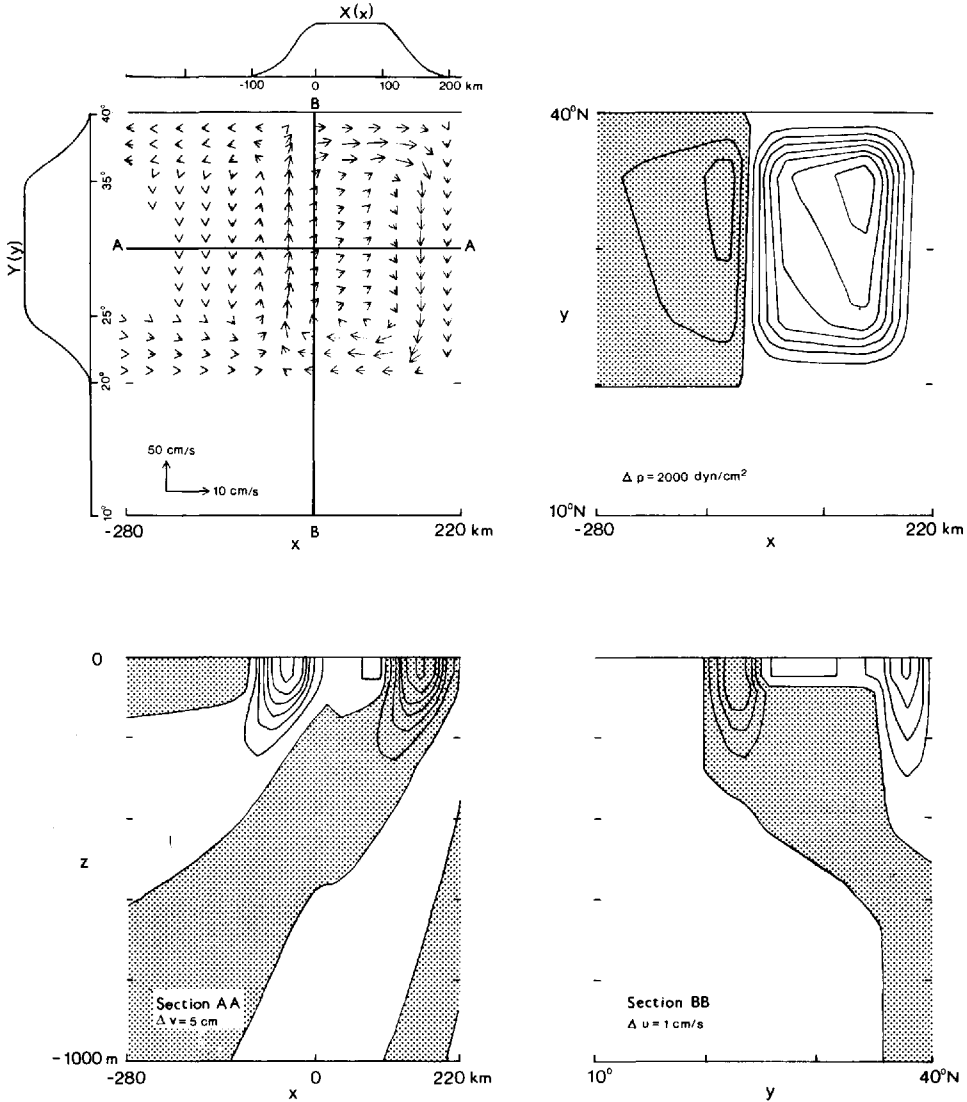 X(x)
-100 0 100 200 km
B
40°
35°
A A
Y(y)
25°
20°
50 cm/s
10 cm/s
10°
-280 B 220 km
x
40°N
y
Δ p = 2000 dyn/cm²
10°N
-280 220 km
x
0
z
Section AA
Δ v = 5 cm
-1000 m
-280 0 220 km
x
Section BB
Δ u = 1 cm/s
10° 40°N
y